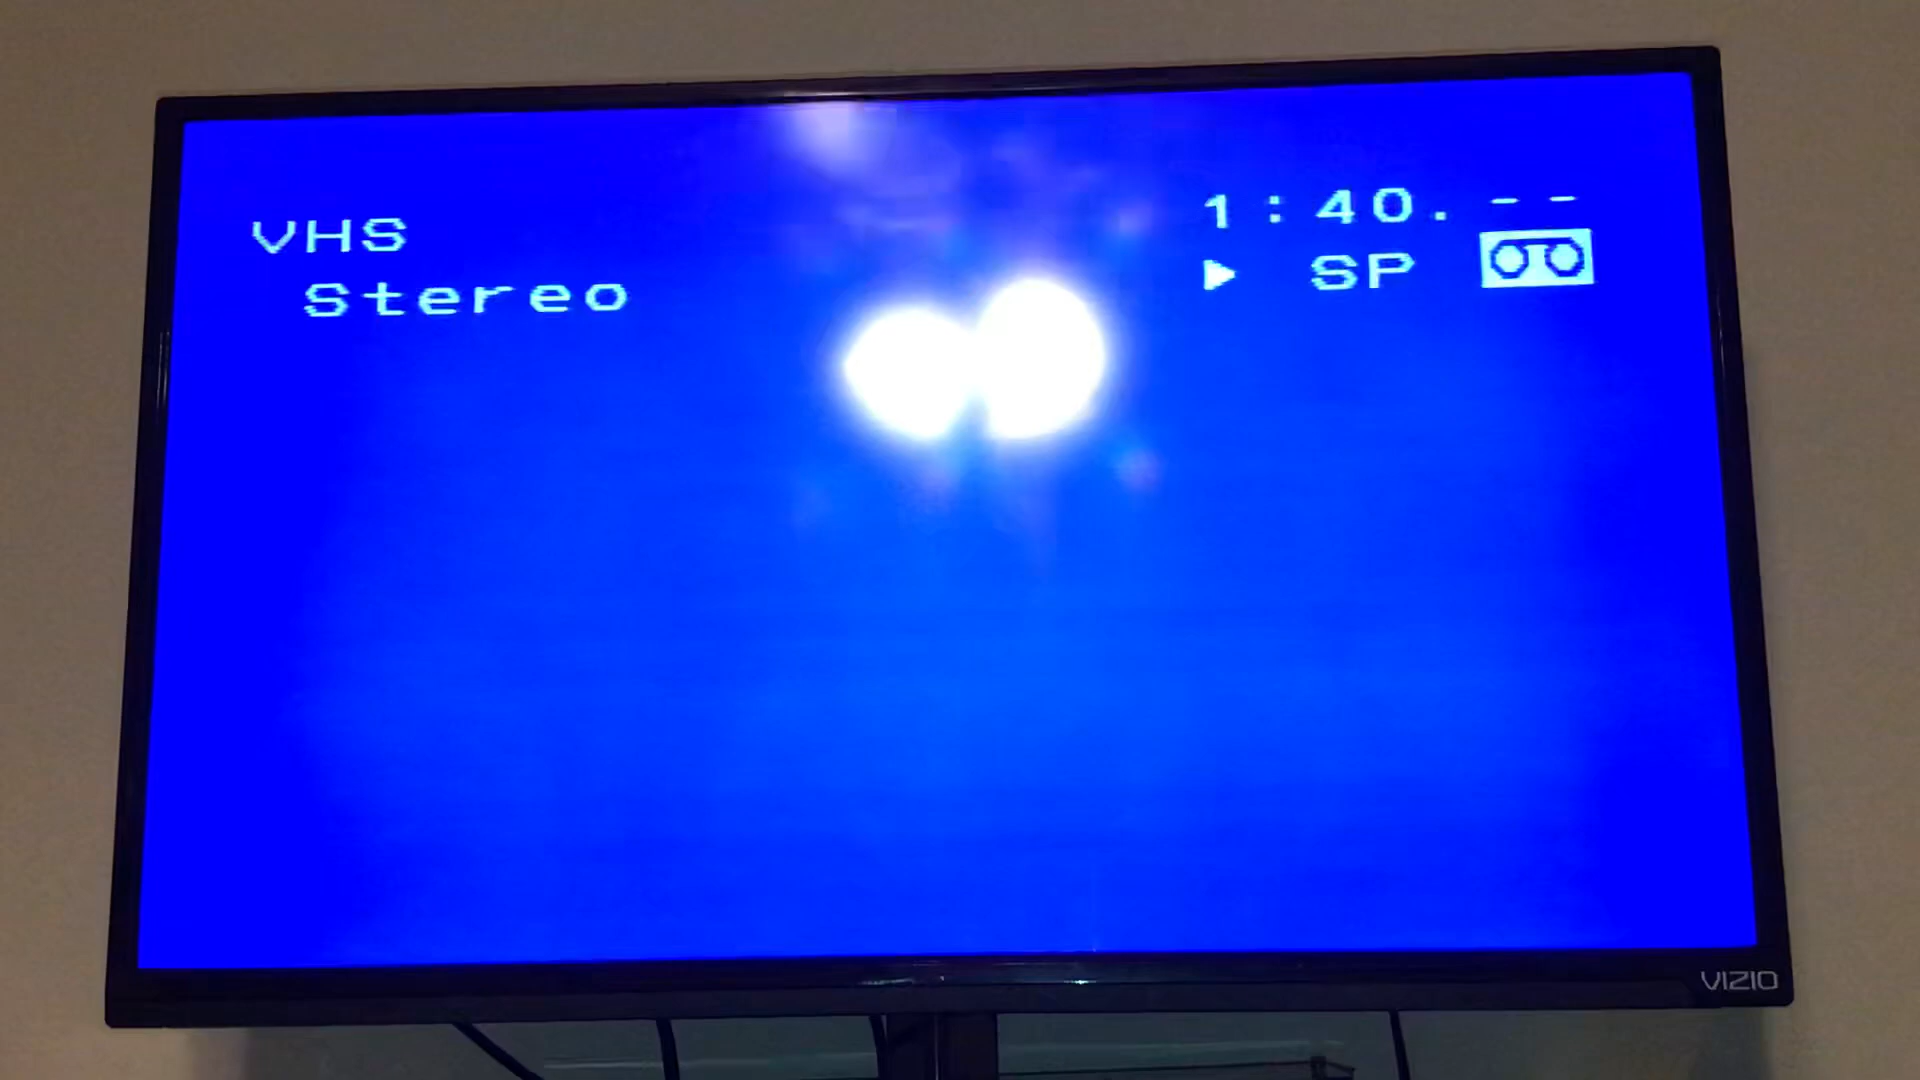 VHS
Stereo
1:40.--
▶ SP
VIZIO